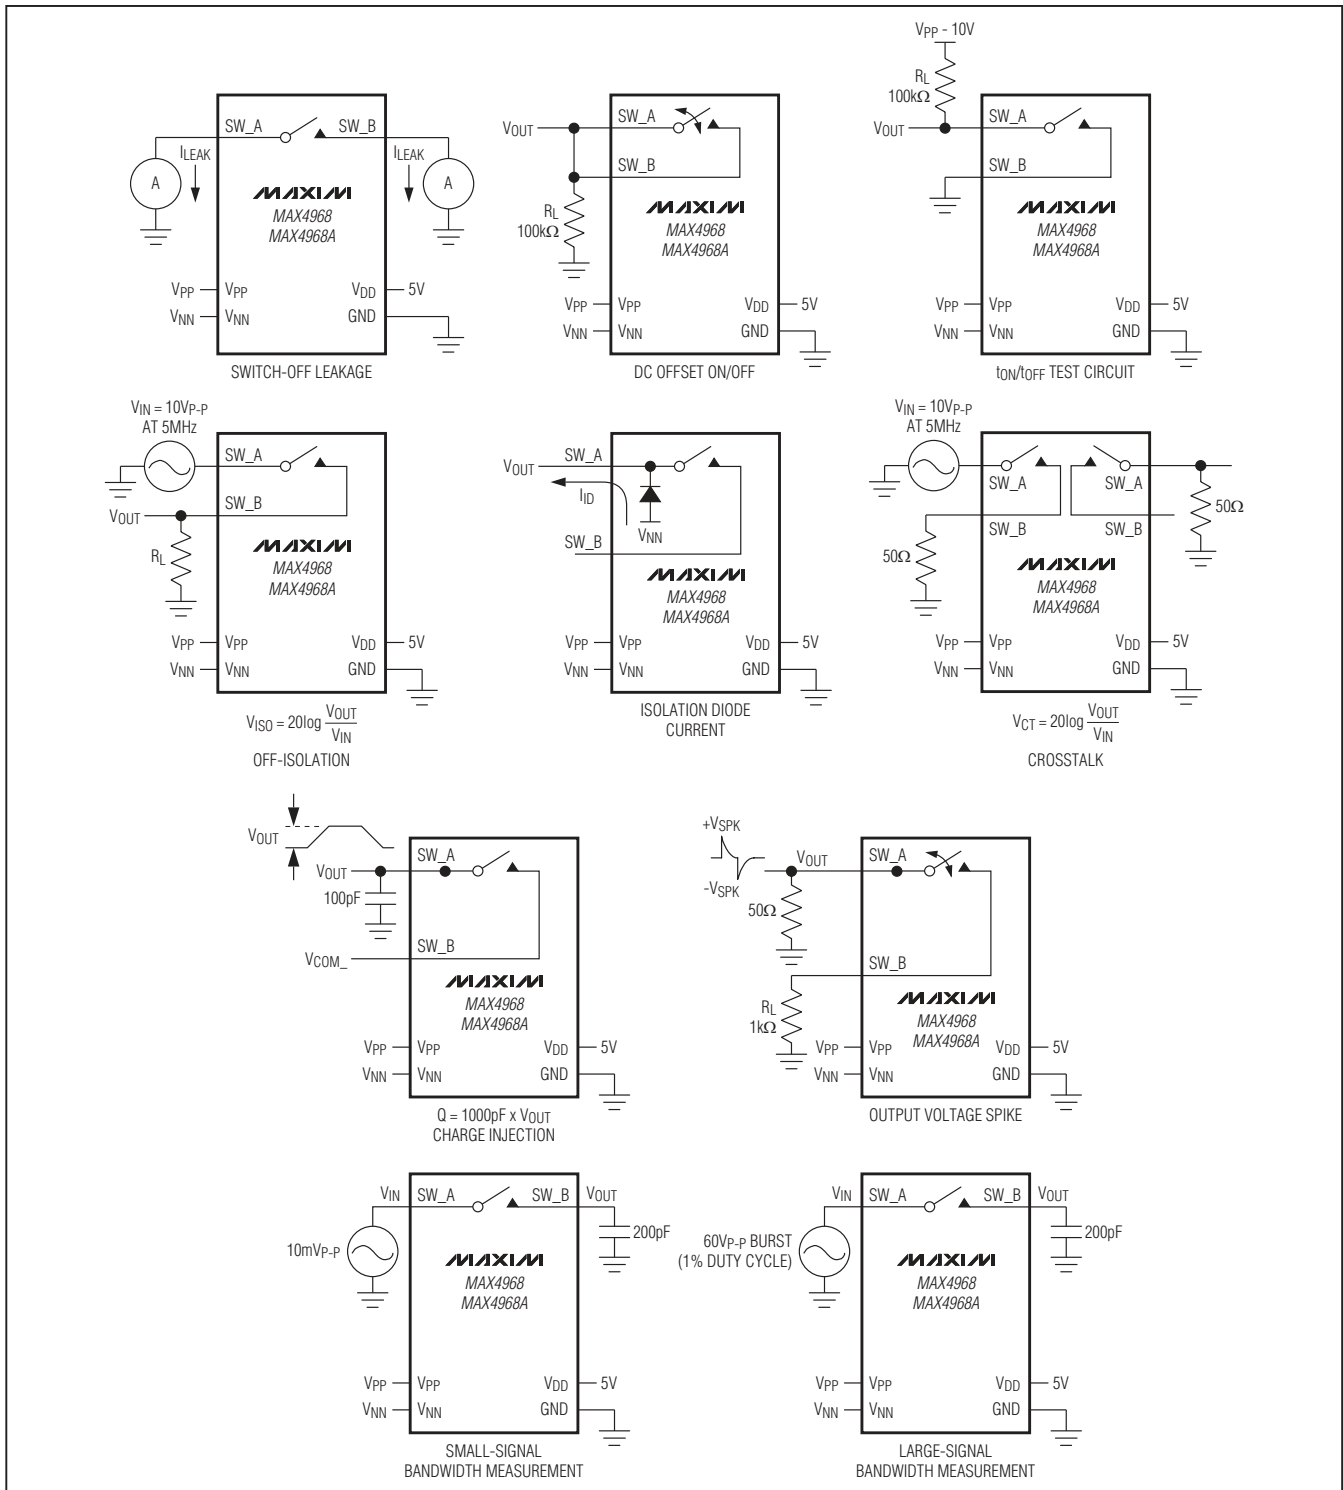 VPP - 10V
RL
100kΩ
SW_A
SW_B
ILEAK
ILEAK
A
A
MAXIM
MAX4968
MAX4968A
VPP
VPP
VNN
VNN
VDD
5V
GND
SWITCH-OFF LEAKAGE
VOUT
SW_A
SW_B
RL
100kΩ
MAXIM
MAX4968
MAX4968A
VPP
VPP
VNN
VNN
VDD
5V
GND
DC OFFSET ON/OFF
VOUT
SW_A
SW_B
MAXIM
MAX4968
MAX4968A
VPP
VPP
VNN
VNN
VDD
5V
GND
tON/tOFF TEST CIRCUIT
VIN = 10VP-P
AT 5MHz
SW_A
SW_B
VOUT
RL
MAXIM
MAX4968
MAX4968A
VPP
VPP
VNN
VNN
VDD
5V
GND
VISO = 20log VOUT
VIN
OFF-ISOLATION
SW_A
VOUT
IID
VNN
SW_B
MAXIM
MAX4968
MAX4968A
VPP
VPP
VNN
VNN
VDD
5V
GND
ISOLATION DIODE
CURRENT
VIN = 10VP-P
AT 5MHz
SW_A
SW_A
SW_B
SW_B
50Ω
50Ω
MAXIM
MAX4968
MAX4968A
VPP
VPP
VNN
VNN
VDD
5V
GND
VCT = 20log VOUT
VIN
CROSSTALK
VOUT
VOUT
SW_A
100pF
SW_B
VCOM_
MAXIM
MAX4968
MAX4968A
VPP
VPP
VNN
VNN
VDD
5V
GND
Q = 1000pF x VOUT
CHARGE INJECTION
+VSPK
-VSPK
VOUT
SW_A
50Ω
SW_B
RL
1kΩ
MAXIM
MAX4968
MAX4968A
VPP
VPP
VNN
VNN
VDD
5V
GND
OUTPUT VOLTAGE SPIKE
VIN
SW_A
SW_B
VOUT
10mVP-P
200pF
MAXIM
MAX4968
MAX4968A
VPP
VPP
VNN
VNN
VDD
5V
GND
SMALL-SIGNAL
BANDWIDTH MEASUREMENT
VIN
SW_A
SW_B
VOUT
60VP-P BURST
(1% DUTY CYCLE)
200pF
MAXIM
MAX4968
MAX4968A
VPP
VPP
VNN
VNN
VDD
5V
GND
LARGE-SIGNAL
BANDWIDTH MEASUREMENT